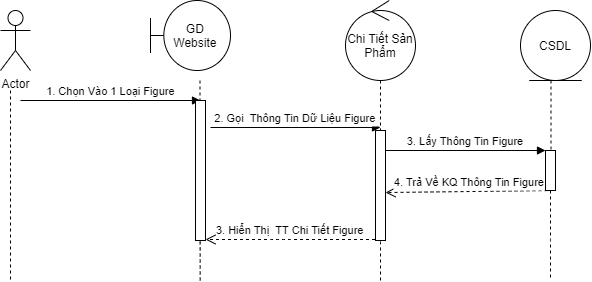 GD
Website
Chi Tiết Sản
Phẩm
CSDL
Actor
1. Chọn Vào 1 Loại Figure
2. Gọi Thông Tin Dữ Liệu Figure
3. Lấy Thông Tin Figure
4. Trả Về KQ Thông Tin Figure
3. Hiển Thị TT Chi Tiết Figure